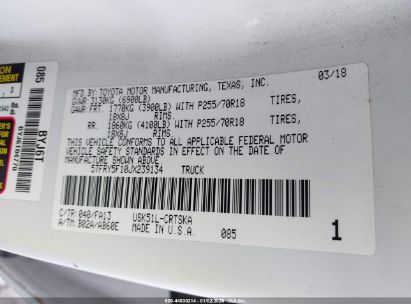 MFD. BY: TOYOTA MOTOR MANUFACTURING, TEXAS, INC. 03/18
GVWR 3130KG (6900LB)
GAWR FRT. 1770KG (3900LB) WITH P255/70R18 TIRES,
18X8J RIMS,
RR. 1860KG (4100LB) WITH P255/70R18 TIRES,
18X8J RIMS.
THIS VEHICLE CONFORMS TO ALL APPLICABLE FEDERAL MOTOR
VEHICLE SAFETY STANDARDS IN EFFECT ON THE DATE OF
MANUFACTURE SHOWN ABOVE.
5TFRY5F18JX239134 TRUCK
C/TR: 040/FA13 USK51L-CRTSKA
A/TM: B02A/AB60E MADE IN U.S.A. 085 1
085
BYJ6T